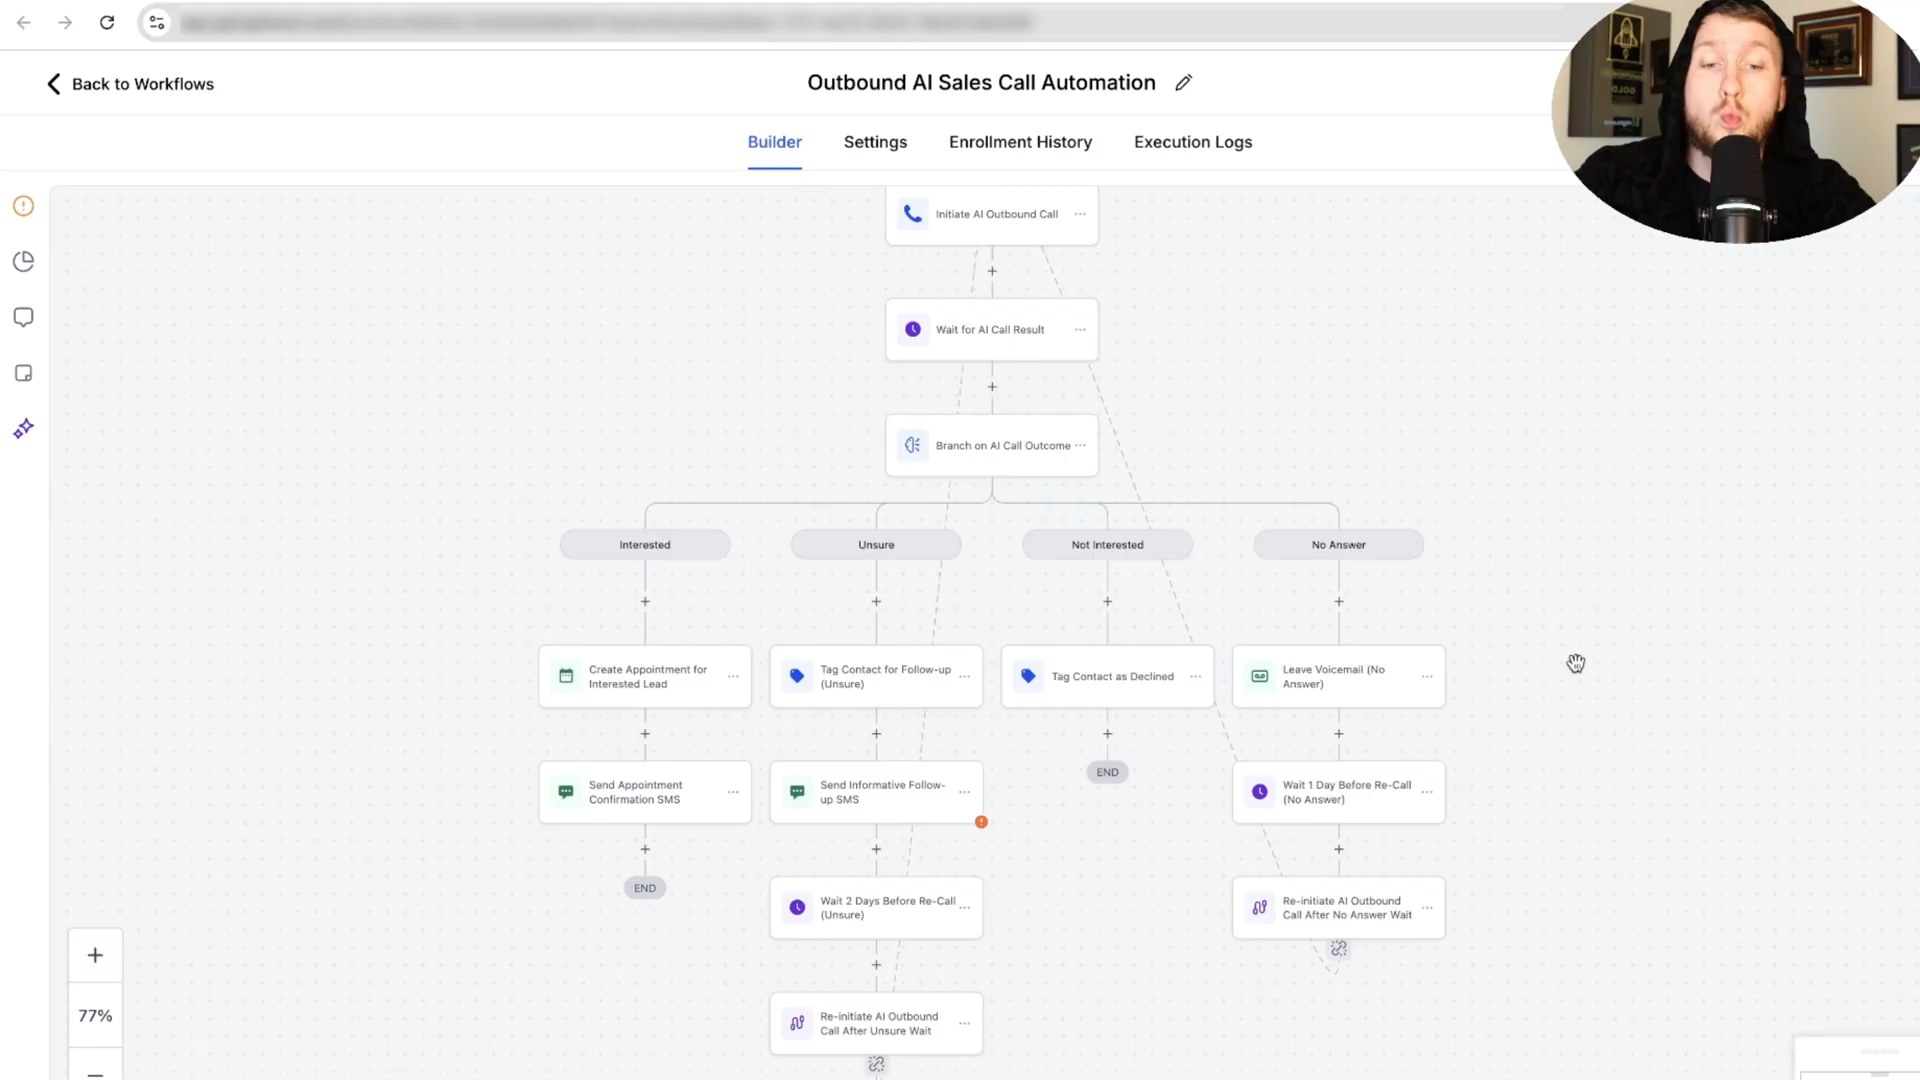 Back to Workflows
Outbound AI Sales Call Automation
Builder
Settings
Enrollment History
Execution Logs
Initiate AI Outbound Call
Wait for AI Call Result
Branch on AI Call Outcome
Interested
Unsure
Not Interested
No Answer
Create Appointment for
Interested Lead
Tag Contact for Follow-up
(Unsure)
Tag Contact as Declined
Leave Voicemail (No
Answer)
Send Appointment
Confirmation SMS
Send Informative Follow-
up SMS
END
Wait 1 Day Before Re-Call
(No Answer)
END
Wait 2 Days Before Re-Call
(Unsure)
Re-initiate AI Outbound
Call After No Answer Wait
Re-initiate AI Outbound
Call After Unsure Wait
77%